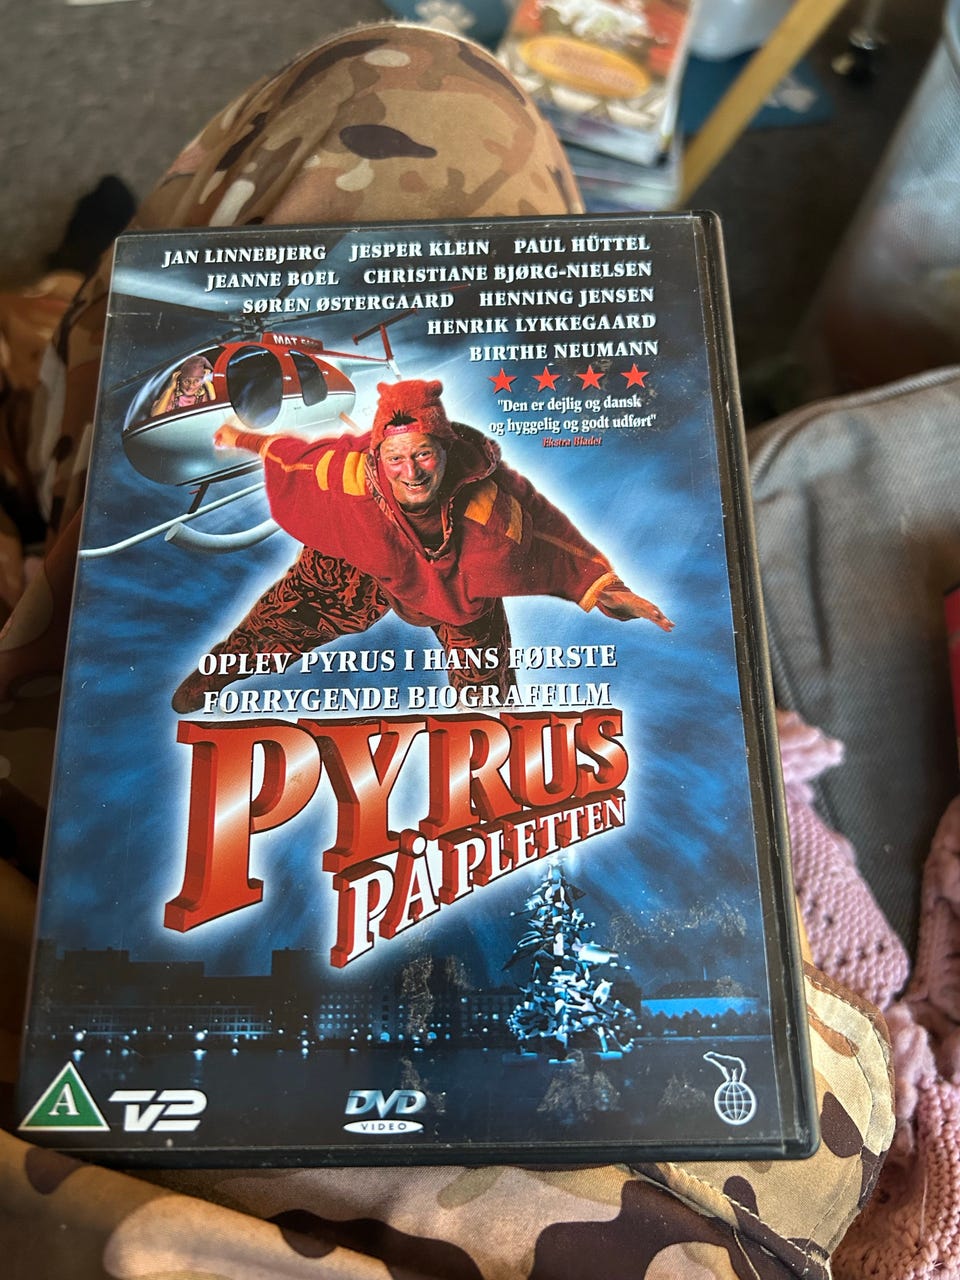 JAN LINNEBJERG JESPER KLEIN PAUL HÜTTEL
JEANNE BOEL CHRISTIANE BJØRG-NIELSEN
SØREN ØSTERGAARD HENNING JENSEN
HENRIK LYKKEGAARD
BIRTHE NEUMANN
"Den er dejlig og dansk
og hyggelig og godt udført"
Ekstra Bladet
MAT
OPLEV PYRUS I HANS FØRSTE
FORRYGENDE BIOGRAFFILM
PYRUS
PÅ PLETTEN
A
TV2
DVD
VIDEO